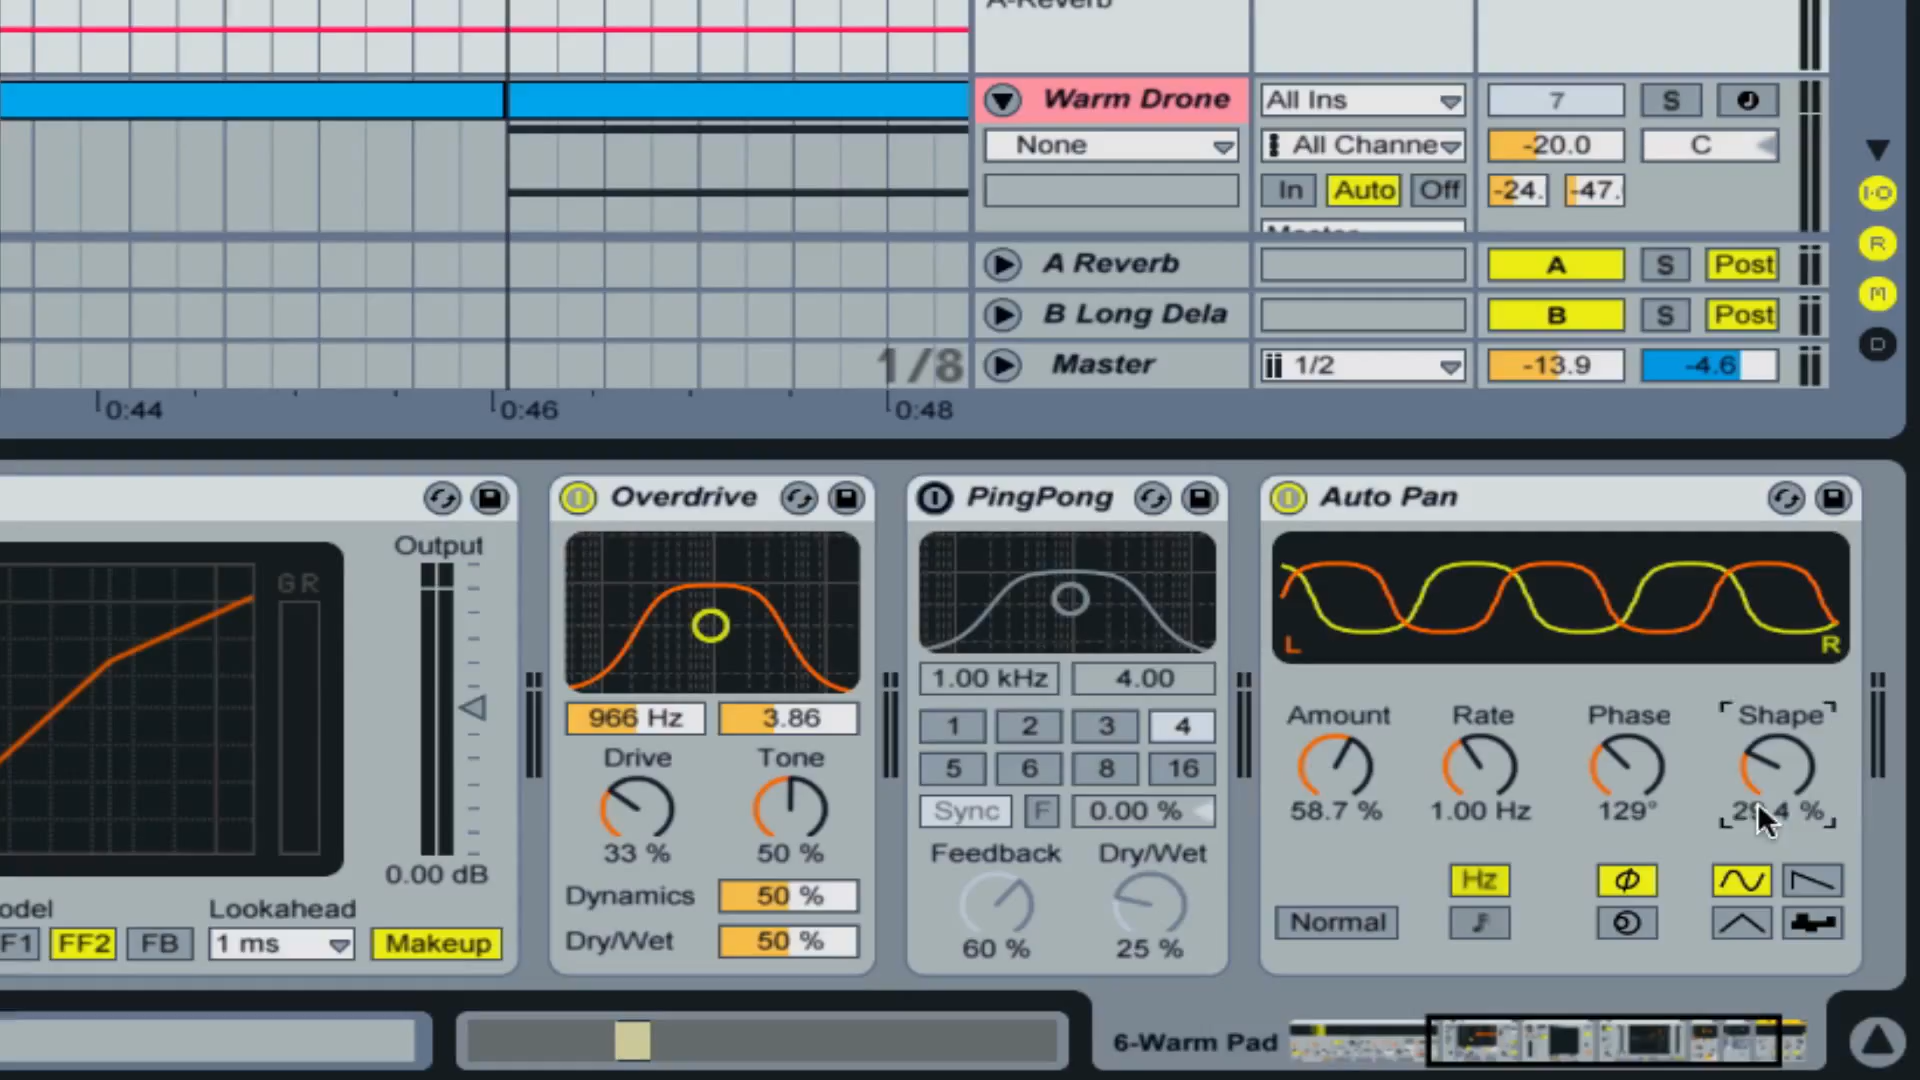 A-Reverb
Warm Drone
All Ins
7
S
None
All Channe
-20.0
C
In
Auto
Off
-24.
-47.
A Reverb
A
S
Post
B Long Dela
B
S
Post
1/8
Master
1/2
-13.9
-4.6
I·O
R
M
D
0:44
0:46
0:48
Overdrive
PingPong
Auto Pan
Output
GR
0.00 dB
odel
Lookahead
F1
FF2
FB
1 ms
Makeup
966 Hz
3.86
Drive
Tone
33 %
50 %
Dynamics
50 %
Dry/Wet
50 %
1.00 kHz
4.00
1
2
3
4
5
6
8
16
Sync
F
0.00 %
Feedback
Dry/Wet
60 %
25 %
L
R
Amount
Rate
Phase
Shape
58.7 %
1.00 Hz
129°
Hz
Φ
Normal
6-Warm Pad